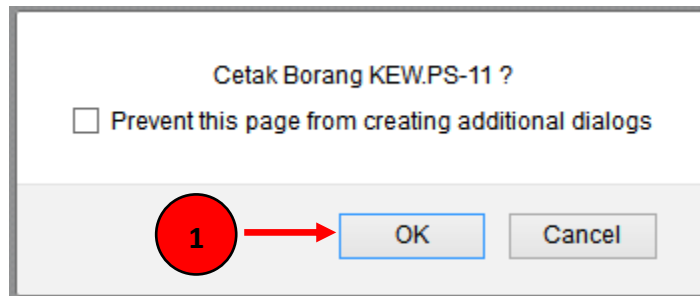 Cetak Borang KEW.PS-11 ?
Prevent this page from creating additional dialogs
1
OK
Cancel